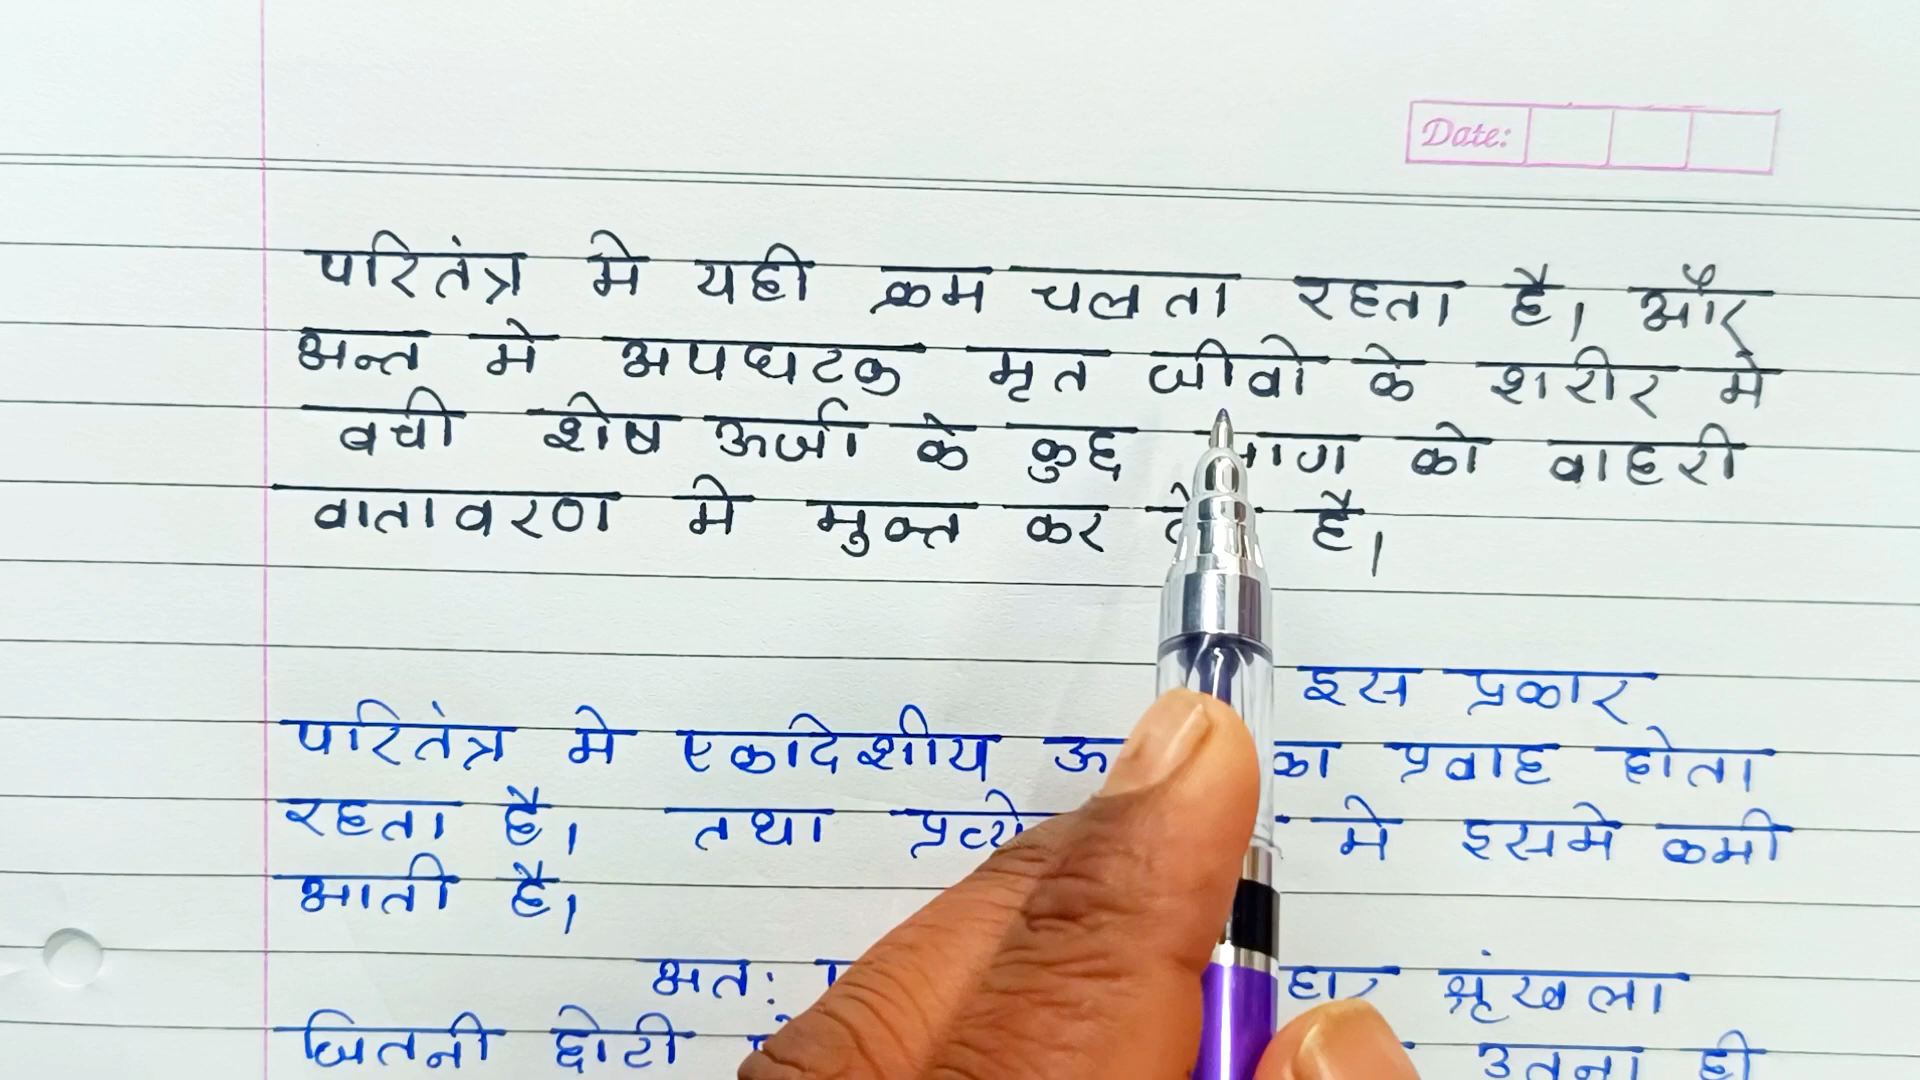 Date:
परितंत्र मे यही क्रम चलता रहता है। और
अन्त मे अपघटक मृत जीवो के शरीर मे
बची शेष ऊर्जा के कुछ को वाहरी
वातावरण मे मुक्त कर है।
इस प्रकार
परितंत्र मे एकदिशीय का प्रवाह होता
रहता है। तथा मे इसमे कमी
आती है।
अतः श्रृंखला
जितनी छोटी उतना ही